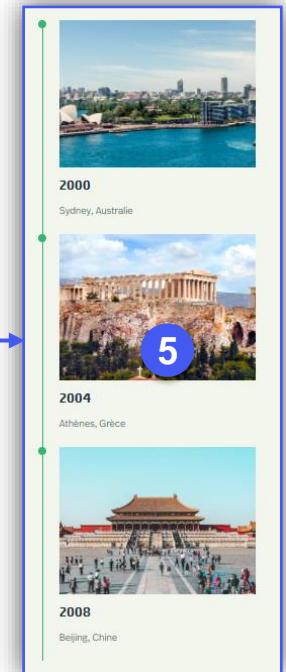 2000
Sydney, Australie
5
2004
Athènes, Grèce
2008
Beijing, Chine